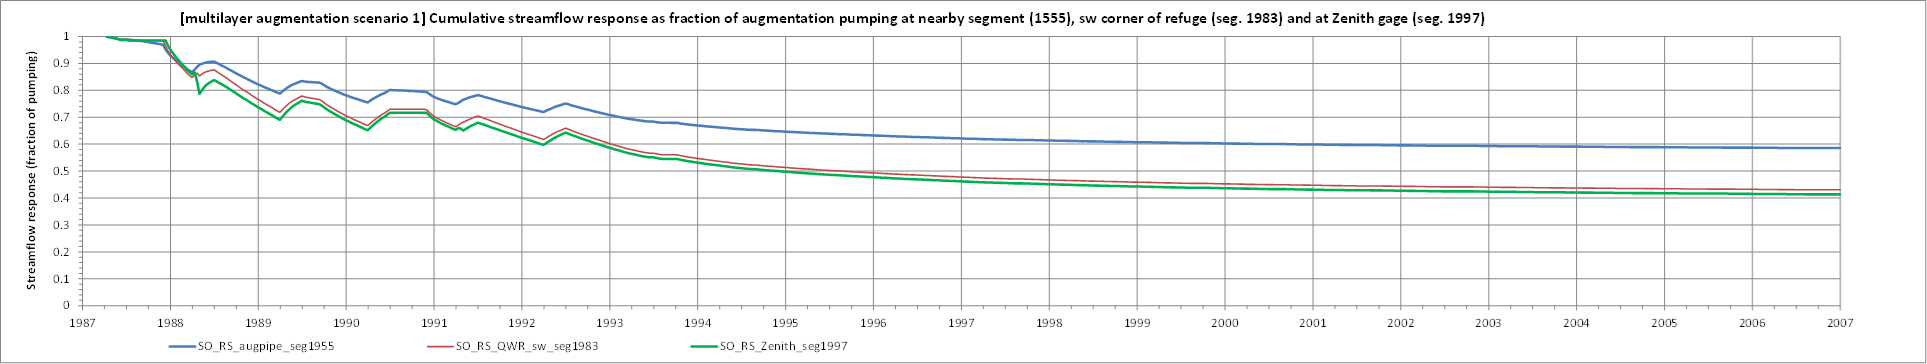 [multilayer augmentation scenario 1] Cumulative streamflow response as fraction of augmentation pumping at nearby segment (1555), sw corner of refuge (seg. 1983) and at Zenith gage (seg. 1997)
Streamflow response (fraction of pumping)
1
0.9
0.8
0.7
0.6
0.5
0.4
0.3
0.2
0.1
0
1987 1988 1989 1990 1991 1992 1993 1994 1995 1996 1997 1998 1999 2000 2001 2002 2003 2004 2005 2006 2007
SO_RS_augpipe_seg1955 SO_RS_QWR_sw_seg1983 SO_RS_Zenith_seg1997